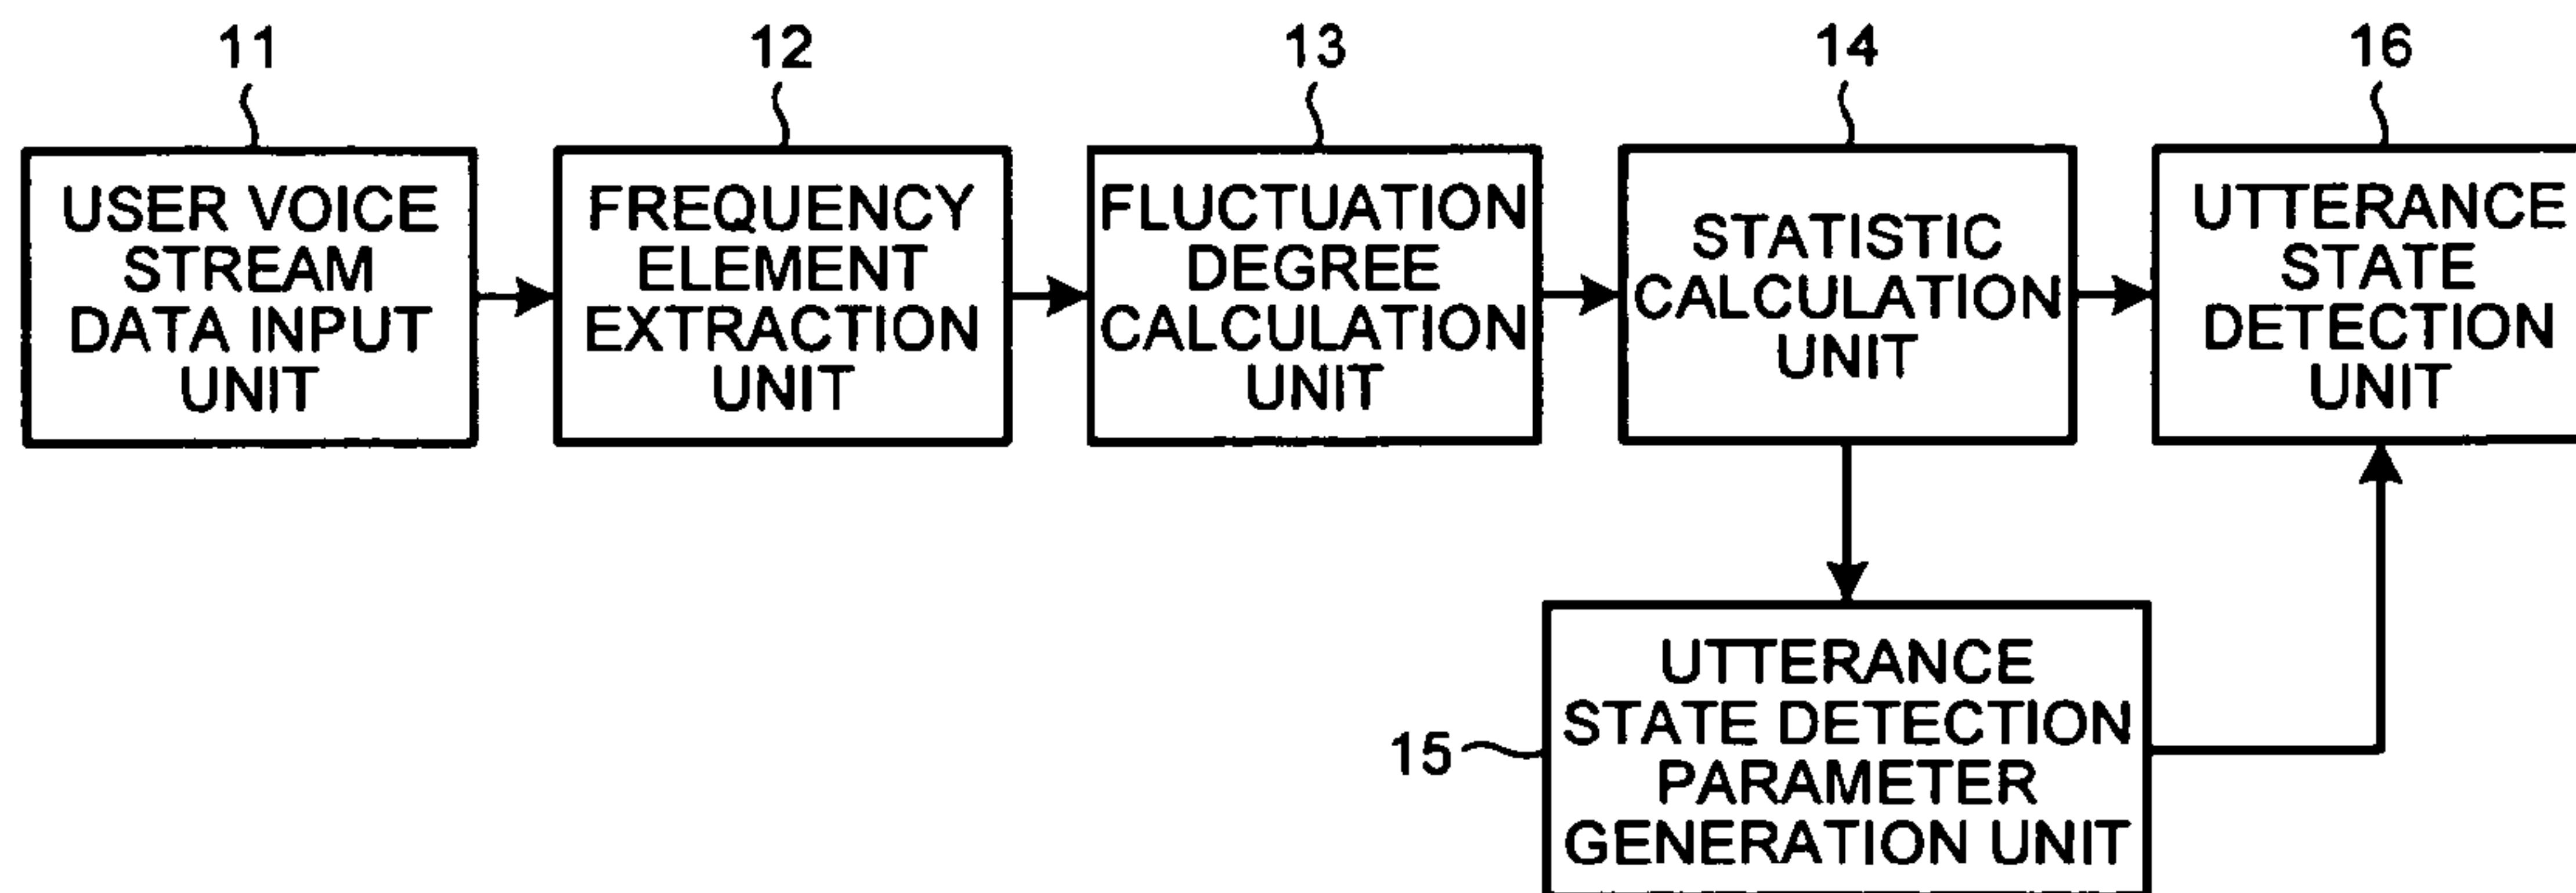 11
12
13
14
16
USER VOICE
STREAM
DATA INPUT
UNIT
FREQUENCY
ELEMENT
EXTRACTION
UNIT
FLUCTUATION
DEGREE
CALCULATION
UNIT
STATISTIC
CALCULATION
UNIT
UTTERANCE
STATE
DETECTION
UNIT
15
UTTERANCE
STATE DETECTION
PARAMETER
GENERATION UNIT